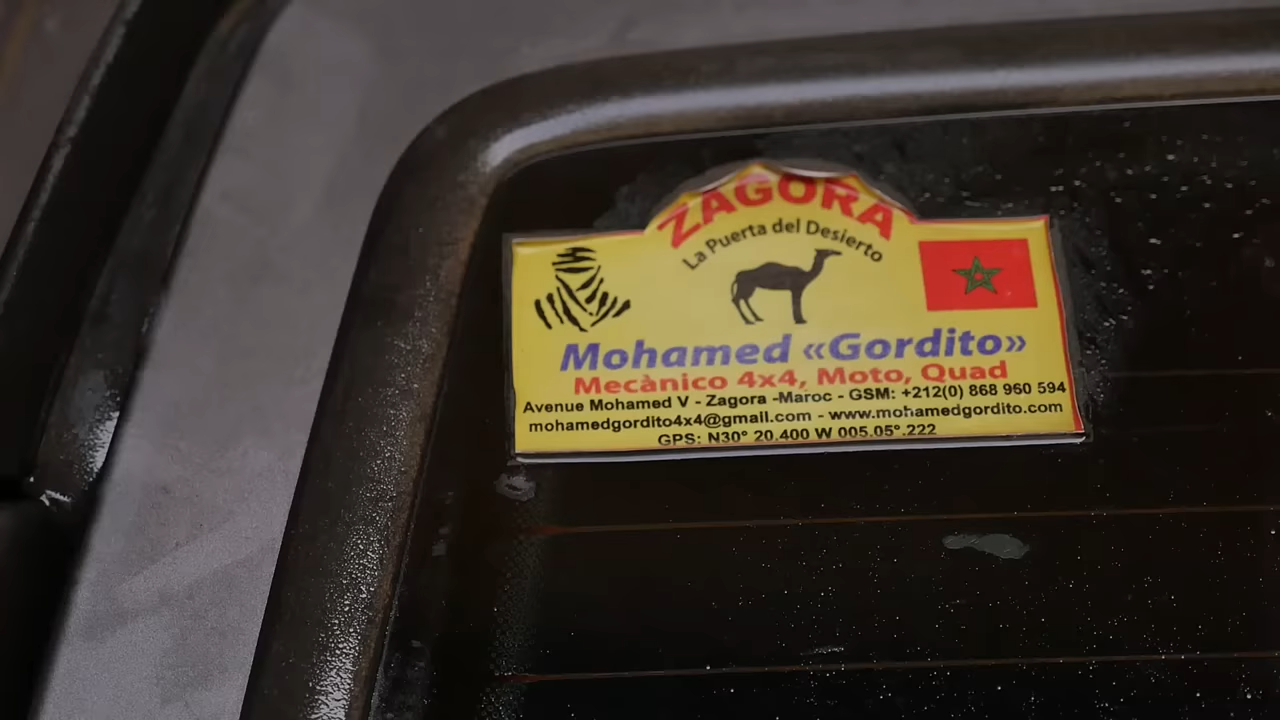 ZAGORA
La Puerta del Desierto
Mohamed «Gordito»
Mecànico 4x4, Moto, Quad
Avenue Mohamed V - Zagora -Maroc - GSM: +212(0) 868 960 594
mohamedgordito4x4@gmail.com - www.mohamedgordito.com
GPS: N30° 20.400 W 005.05°.222